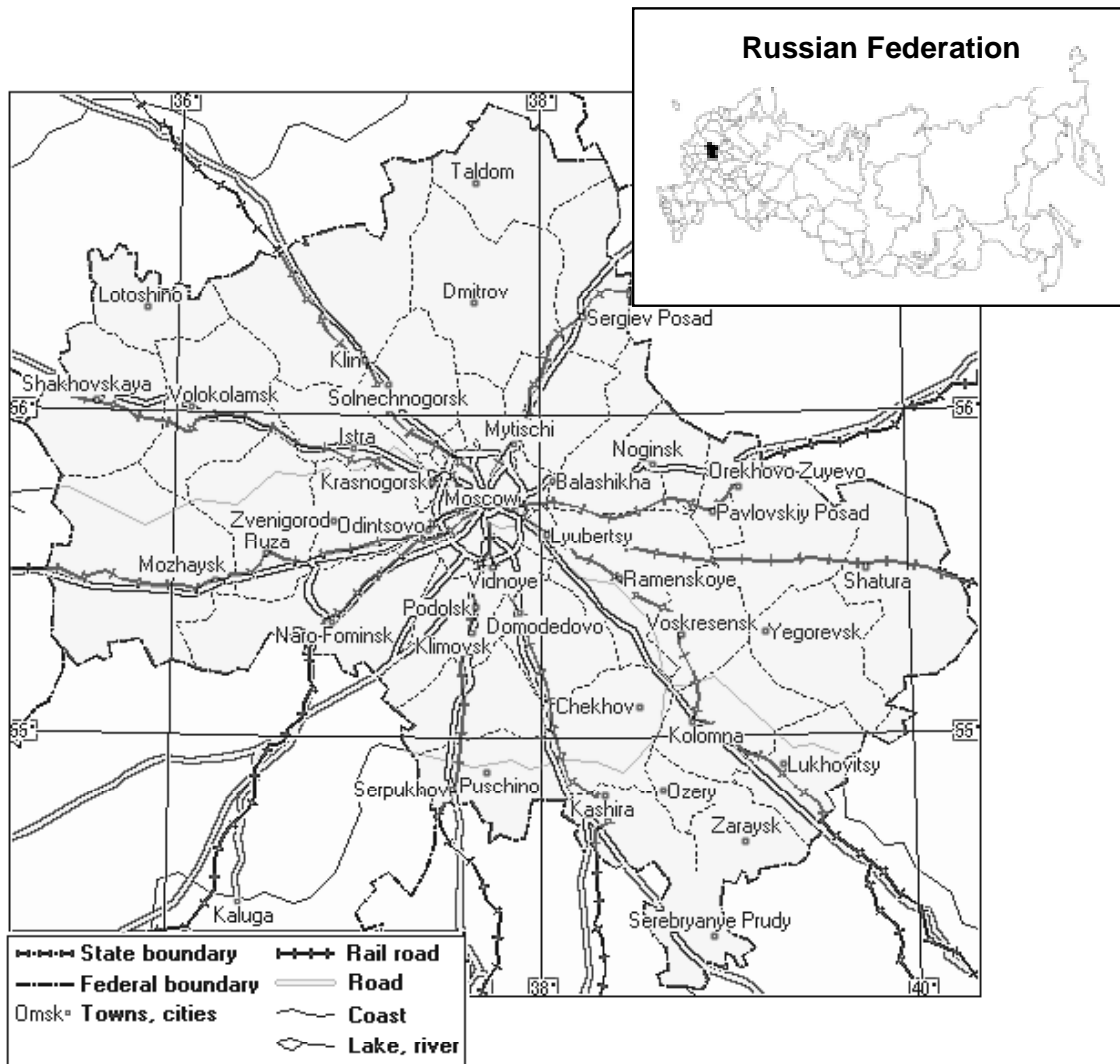 Russian Federation
36°
38°
Taldom
Lotoshino
Dmitrov
Sergiev Posad
Klin
Shakhovskaya
Volokolamsk
Solnechnogorsk
56°
56°
Istra
Mytischi
Noginsk
Orekhovo-Zuyevo
Krasnogorsk
Moscow
Balashikha
Zvenigorod
Odintsovo
Pavlovskiy Posad
Ruza
Lyubertsy
Mozhaysk
Vidnoye
Ramenskoye
Shatura
Podolsk
Domodedovo
Voskresensk
Yegorevsk
Naro-Fominsk
Klimovsk
Chekhov
55°
Kolomna
55°
Lukhovitsy
Serpukhov
Puschino
Kashira
Ozery
Zaraysk
Kaluga
Serebryanye Prudy
38°
40°
State boundary
Rail road
Federal boundary
Road
Omsk
Towns, cities
Coast
Lake, river